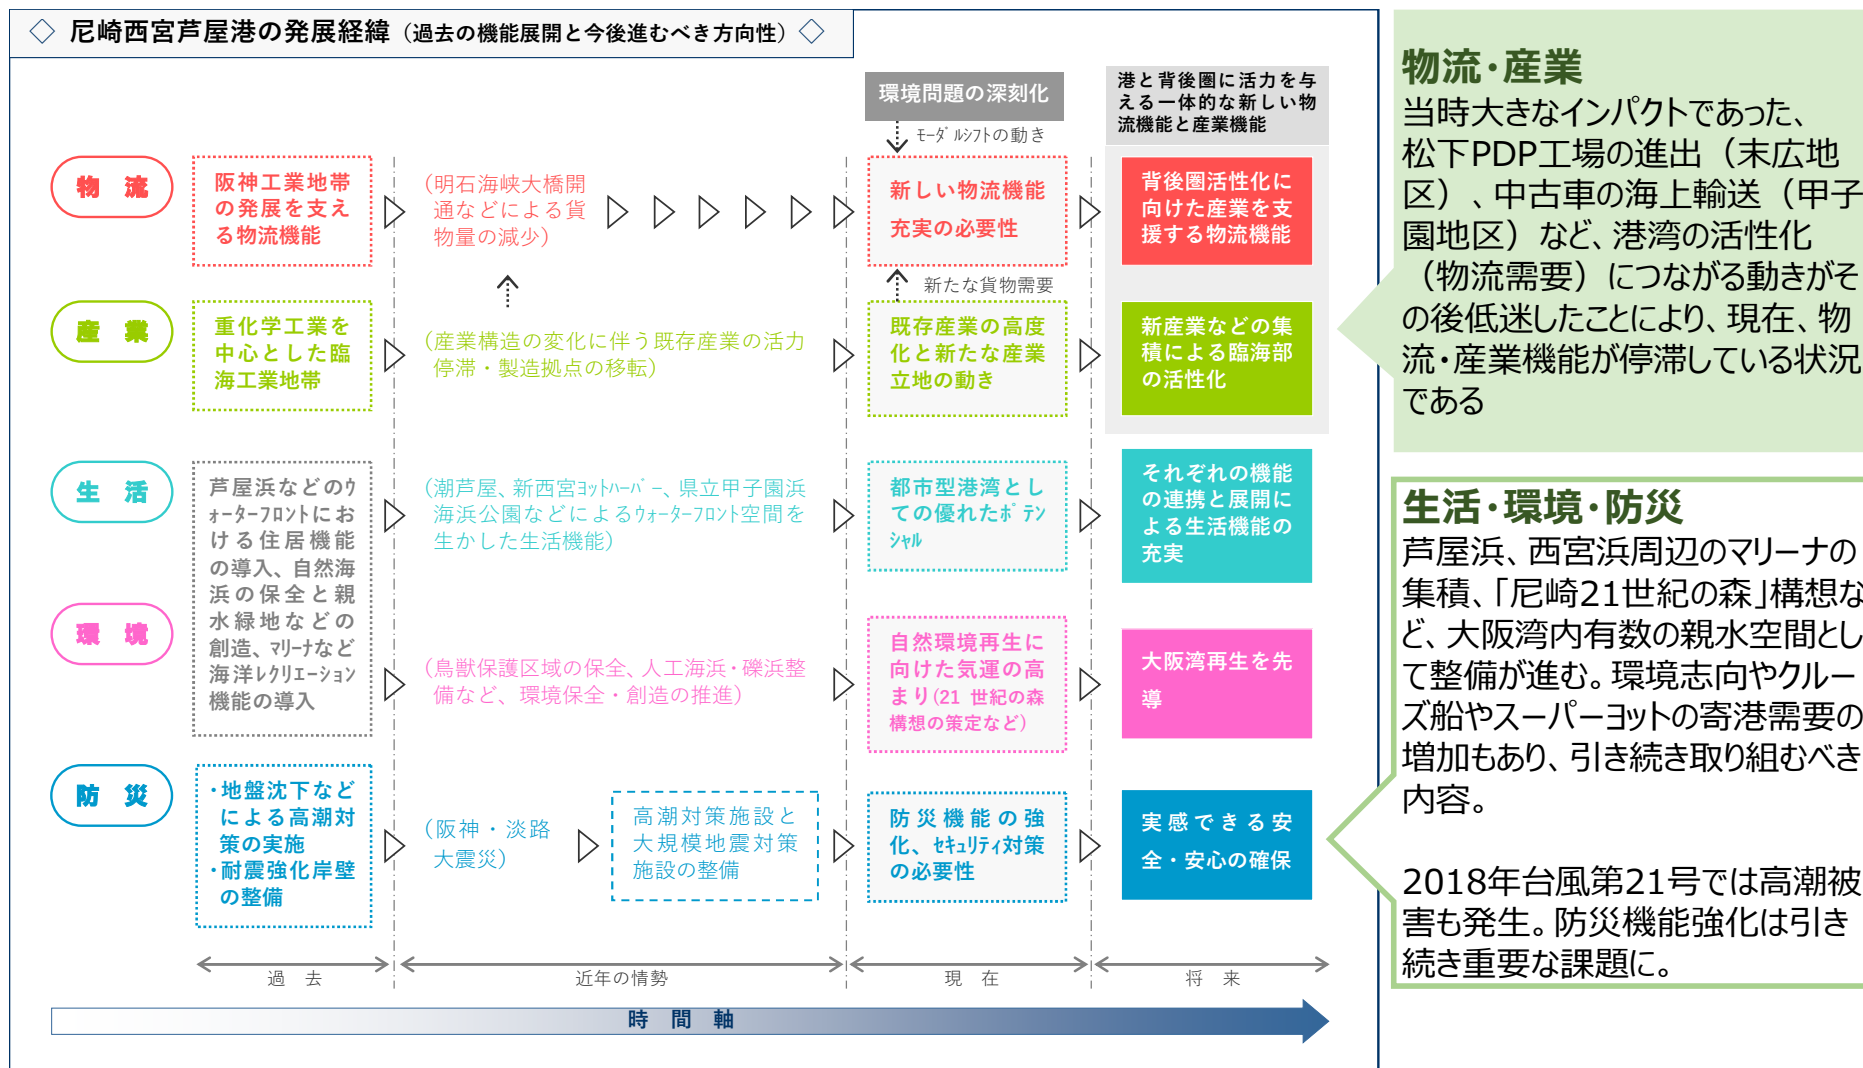 ◇ 尼崎西宮芦屋港の発展経緯（過去の機能展開と今後進むべき方向性）◇
環境問題の深刻化
ﾓｰﾀﾞﾙｼﾌﾄの動き
港と背後圏に活力を与
える一体的な新しい物
流機能と産業機能
物　流
阪神工業地帯
の発展を支え
る物流機能
（明石海峡大橋開
通などによる貨
物量の減少）
新しい物流機能
充実の必要性
背後圏活性化に
向けた産業を支
援する物流機能
新たな貨物需要
産　業
重化学工業を
中心とした臨
海工業地帯
（産業構造の変化に伴う既存産業の活力
停滞・製造拠点の移転）
既存産業の高度
化と新たな産業
立地の動き
新産業などの集
積による臨海部
の活性化
生　活
芦屋浜などのｳ
ｫｰﾀｰﾌﾛﾝﾄにお
ける住居機能
の導入、自然海
浜の保全と親
水緑地などの
創造、ﾏﾘｰﾅなど
海洋ﾚｸﾘｴｰｼｮﾝ
機能の導入
（潮芦屋、新西宮ﾖｯﾄﾊｰﾊﾞｰ、県立甲子園浜
海浜公園などによるｳｫｰﾀｰﾌﾛﾝﾄ空間を
生かした生活機能）
都市型港湾とし
ての優れたﾎﾟﾃﾝ
ｼｬﾙ
それぞれの機能
の連携と展開に
よる生活機能の
充実
環　境
（鳥獣保護区域の保全、人工海浜・礫浜整
備など、環境保全・創造の推進）
自然環境再生に
向けた気運の高
まり(21 世紀の森
構想の策定など)
大阪湾再生を先
導
防　災
・地盤沈下など
による高潮対
策の実施
・耐震強化岸壁
の整備
（阪神・淡路
大震災）
高潮対策施設と
大規模地震対策
施設の整備
防災機能の強
化、ｾｷｭﾘﾃｨ対策
の必要性
実感できる安
全・安心の確保
過　去
近年の情勢
現　在
将　来
時　間　軸
物流・産業
当時大きなインパクトであった、
松下PDP工場の進出（末広地
区）、中古車の海上輸送（甲子
園地区）など、港湾の活性化
（物流需要）につながる動きがそ
の後低迷したことにより、現在、物
流・産業機能が停滞している状況
である
生活・環境・防災
芦屋浜、西宮浜周辺のマリーナの
集積、「尼崎21世紀の森」構想な
ど、大阪湾内有数の親水空間とし
て整備が進む。環境志向やクルー
ズ船やスーパーヨットの寄港需要の
増加もあり、引き続き取り組むべき
内容。
2018年台風第21号では高潮被
害も発生。防災機能強化は引き
続き重要な課題に。